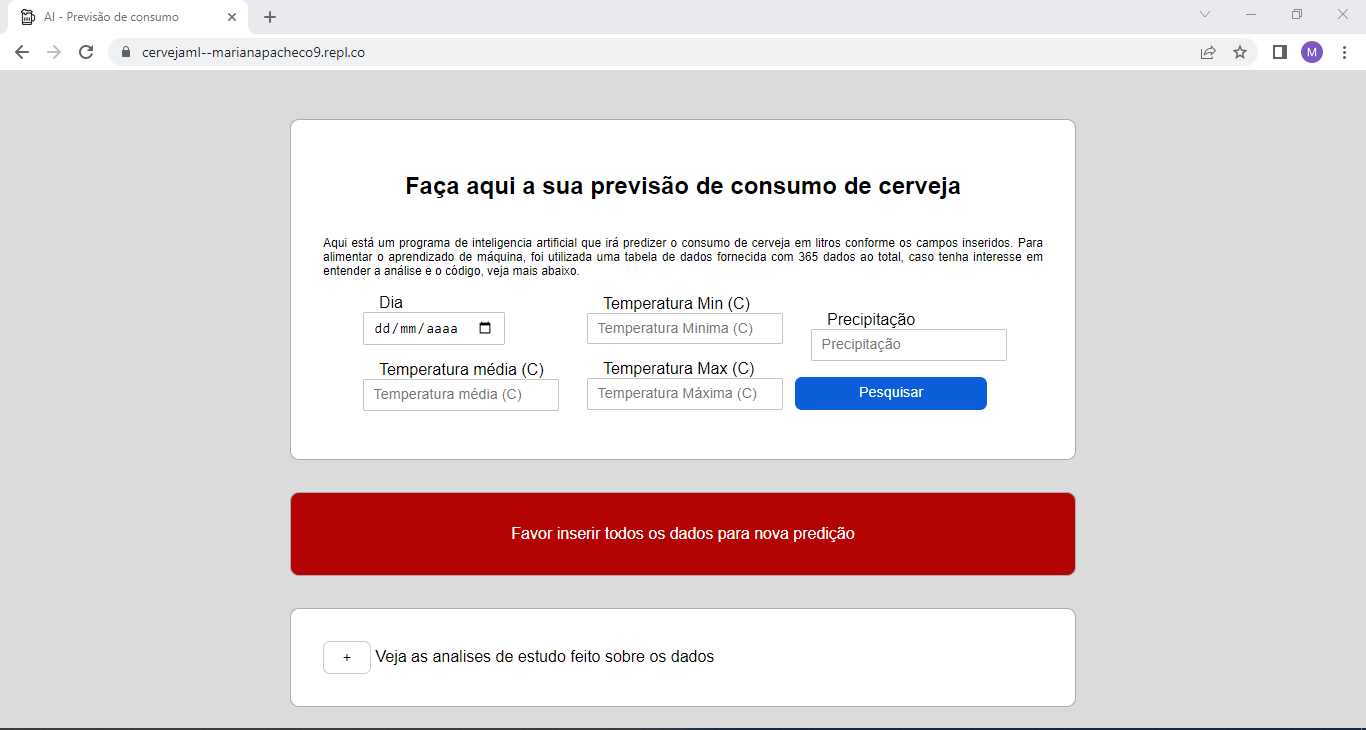 AI - Previsão de consumo
cervejaml--marianapacheco9.repl.co
M
Faça aqui a sua previsão de consumo de cerveja
Aqui está um programa de inteligencia artificial que irá predizer o consumo de cerveja em litros conforme os campos inseridos. Para
alimentar o aprendizado de máquina, foi utilizada uma tabela de dados fornecida com 365 dados ao total, caso tenha interesse em
entender a análise e o código, veja mais abaixo.
Dia
dd/mm/aaaa
Temperatura média (C)
Temperatura média (C)
Temperatura Min (C)
Temperatura Minima (C)
Temperatura Max (C)
Temperatura Máxima (C)
Precipitação
Precipitação
Pesquisar
Favor inserir todos os dados para nova predição
+ Veja as analises de estudo feito sobre os dados